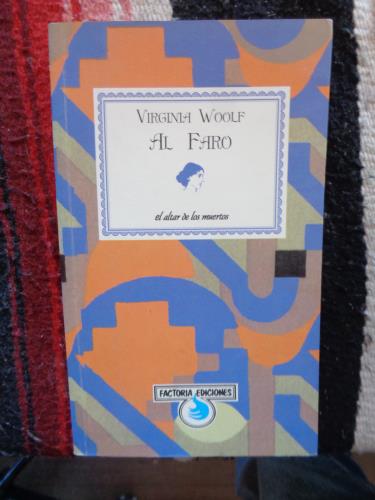 VIRGINIA WOOLF
AL FARO
el altar de los muertos
FACTORIA EDICIONES